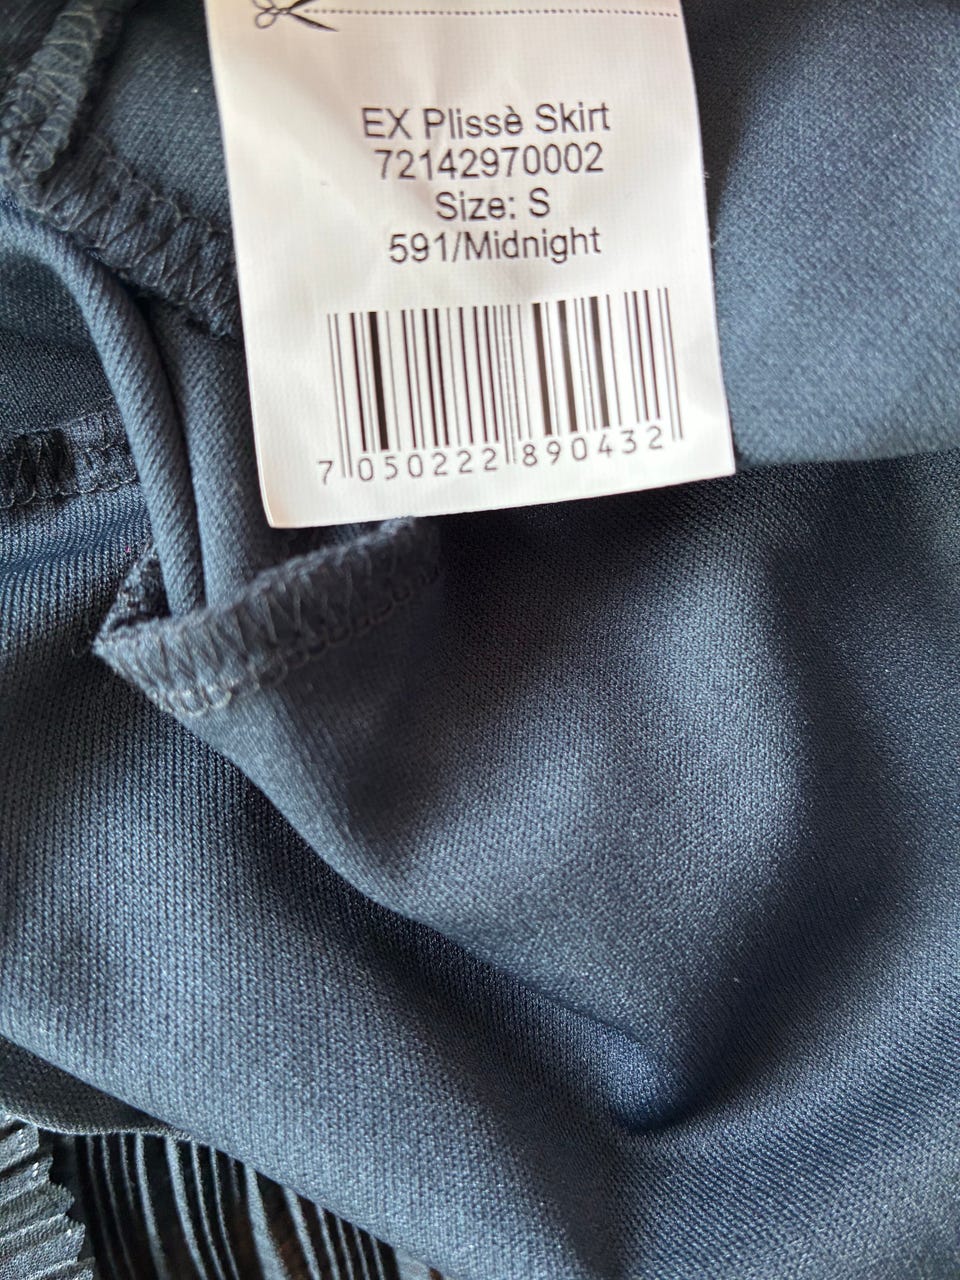 EX Plissè Skirt
72142970002
Size: S
591/Midnight
7 050222 890432